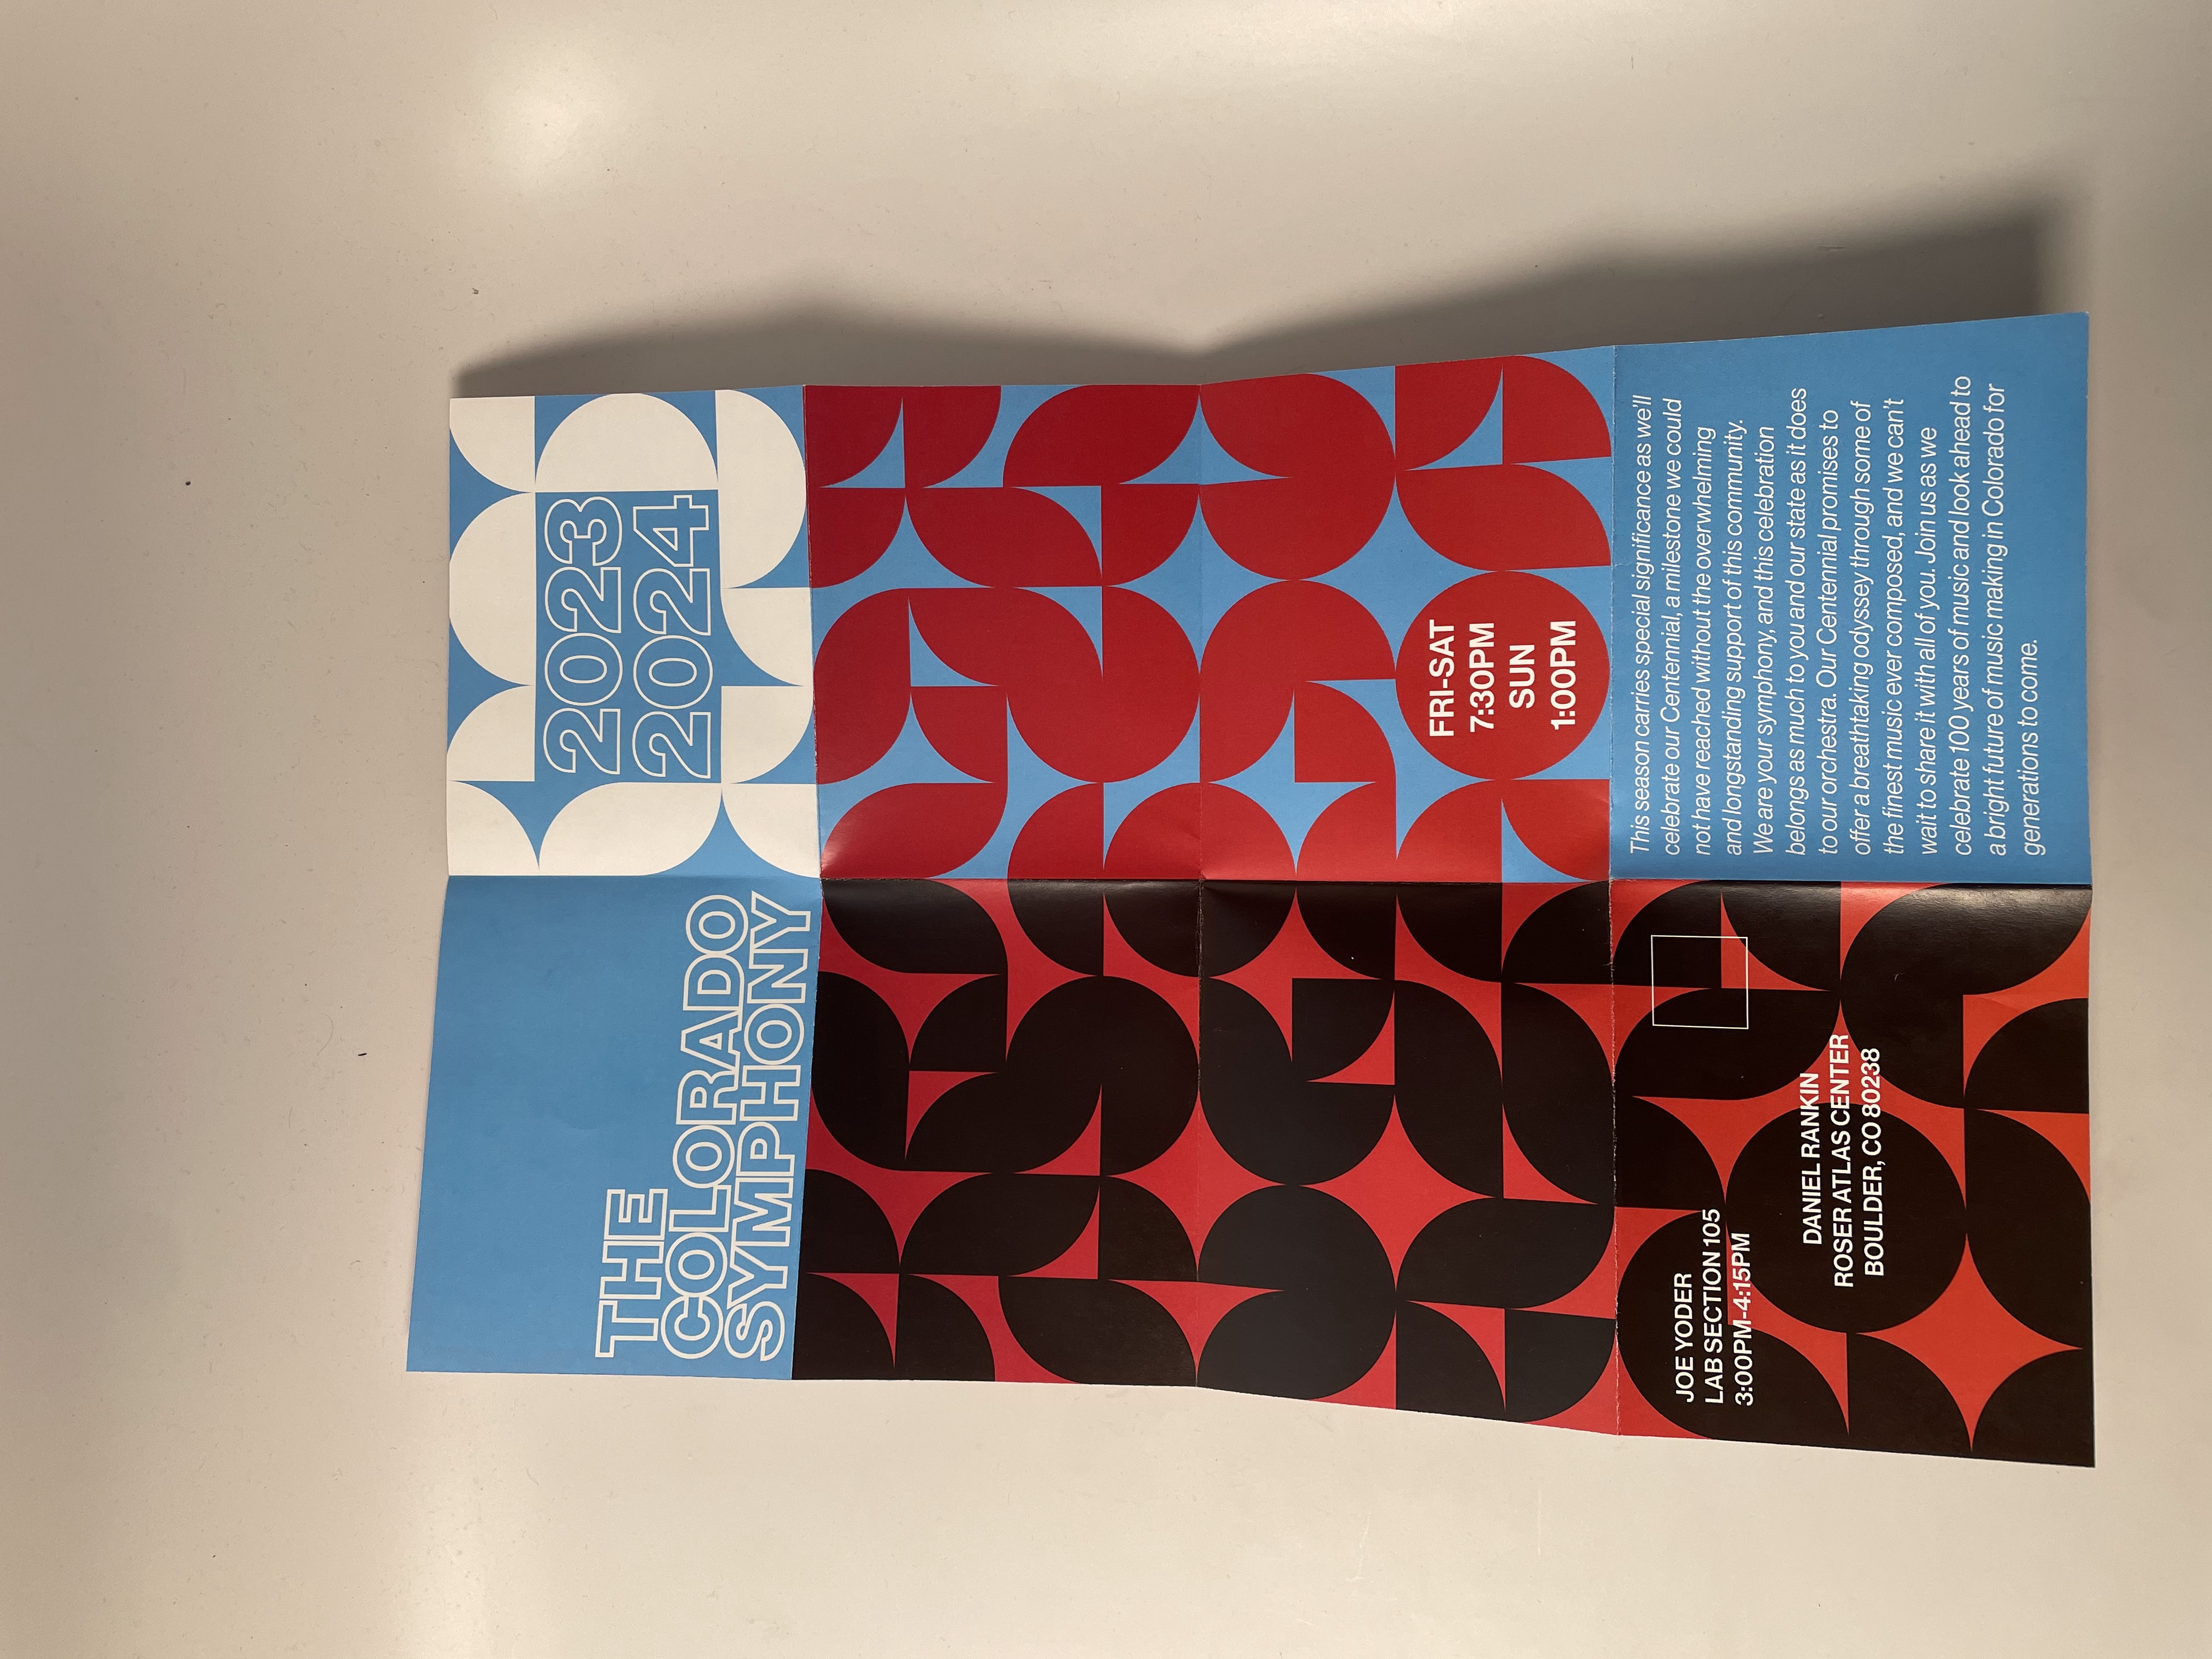 THE
COLORADO
SYMPHONY
2023
2024
FRI-SAT
7:30PM
SUN
1:00PM
JOE YODER
LAB SECTION 105
3:00PM-4:15PM
DANIEL RANKIN
ROSER ATLAS CENTER
BOULDER, CO 80238
This season carries special significance as we'll
celebrate our Centennial, a milestone we could
not have reached without the overwhelming
and longstanding support of this community.
We are your symphony, and this celebration
belongs as much to you and our state as it does
to our orchestra. Our Centennial promises to
offer a breathtaking odyssey through some of
the finest music ever composed, and we can't
wait to share it with all of you. Join us as we
celebrate 100 years of music and look ahead to
a bright future of music making in Colorado for
generations to come.